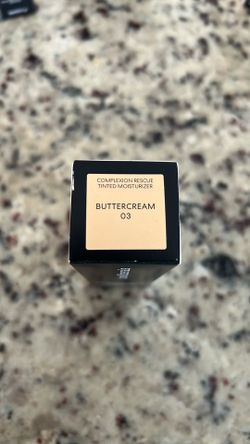 COMPLEXION RESCUE
TINTED MOISTURIZER
BUTTERCREAM
03